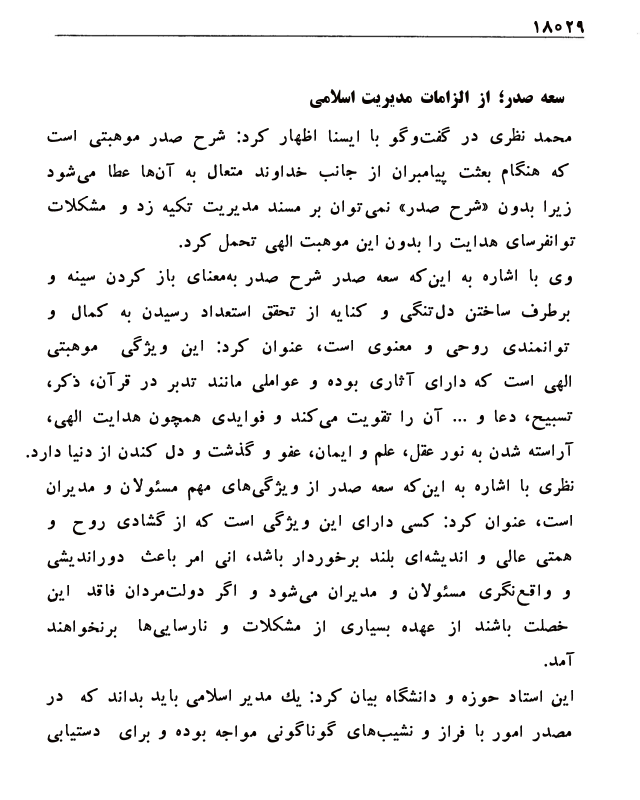 ۱۸۰۲۹
سعه صدر؛ از الزامات مدیریت اسلامی
محمد نظری در گفت‌وگو با ایسنا اظهار کرد: شرح صدر موهبتی است
که هنگام بعثت پیامبران از جانب خداوند متعال به آن‌ها عطا می‌شود
زیرا بدون «شرح صدر» نمی‌توان بر مسند مدیریت تکیه زد و مشکلات
توانفرسای هدایت را بدون این موهبت الهی تحمل کرد.
وی با اشاره به این‌که سعه صدر شرح صدر به‌معنای باز کردن سینه و
برطرف ساختن دل‌تنگی و کنایه از تحقق استعداد رسیدن به کمال و
توانمندی روحی و معنوی است، عنوان کرد: این ویژگی موهبتی
الهی است که دارای آثاری بوده و عواملی مانند تدبر در قرآن، ذکر،
تسبیح، دعا و ... آن را تقویت می‌کند و فوایدی همچون هدایت الهی،
آراسته شدن به نور عقل، علم و ایمان، عفو و گذشت و دل کندن از دنیا دارد.
نظری با اشاره به این‌که سعه صدر از ویژگی‌های مهم مسئولان و مدیران
است، عنوان کرد: کسی دارای این ویژگی است که از گشادی روح و
همتی عالی و اندیشه‌ای بلند برخوردار باشد، انی امر باعث دوراندیشی
و واقع‌نگری مسئولان و مدیران می‌شود و اگر دولت‌مردان فاقد این
خصلت باشند از عهده بسیاری از مشکلات و نارسایی‌ها برنخواهند
آمد.
این استاد حوزه و دانشگاه بیان کرد: یك مدیر اسلامی باید بداند که در
مصدر امور با فراز و نشیب‌های گوناگونی مواجه بوده و برای دستیابی